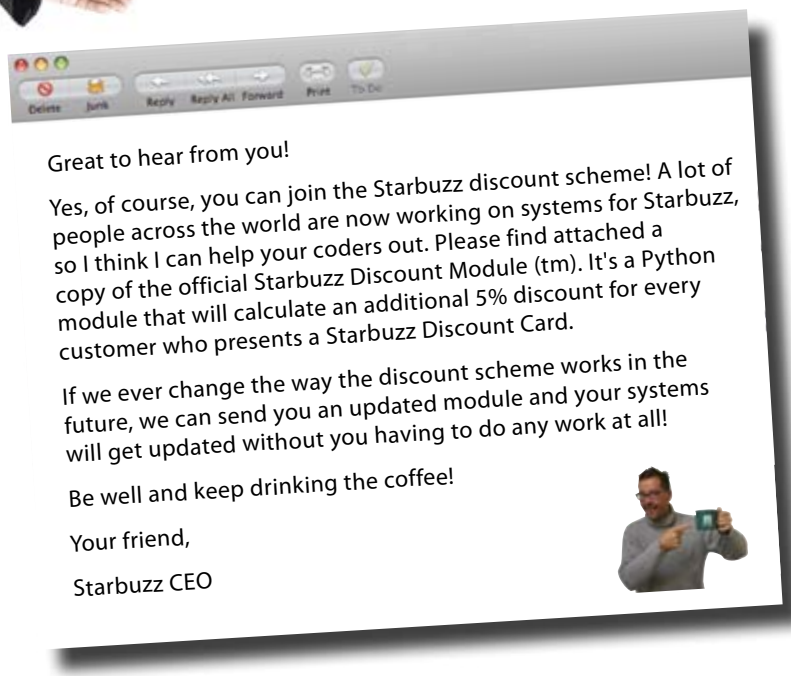 Delete Junk Reply Reply All Forward Print To Do
Great to hear from you!
Yes, of course, you can join the Starbuzz discount scheme! A lot of
people across the world are now working on systems for Starbuzz,
so I think I can help your coders out. Please find attached a
copy of the official Starbuzz Discount Module (tm). It's a Python
module that will calculate an additional 5% discount for every
customer who presents a Starbuzz Discount Card.
If we ever change the way the discount scheme works in the
future, we can send you an updated module and your systems
will get updated without you having to do any work at all!
Be well and keep drinking the coffee!
Your friend,
Starbuzz CEO